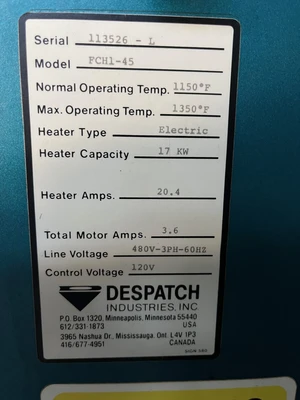 Serial 113526 - L
Model FCH1-45
Normal Operating Temp. 1150°F
Max. Operating Temp. 1350°F
Heater Type Electric
Heater Capacity 17 KW
Heater Amps. 20.4
Total Motor Amps. 3.6
Line Voltage 480V-3PH-60HZ
Control Voltage 120V
DESPATCH
INDUSTRIES, INC.
P.O. Box 1320, Minneapolis, Minnesota 55440
612/331-1873 USA
3965 Nashua Dr., Mississauga, Ont. L4V 1P3
416/677-4951 CANADA